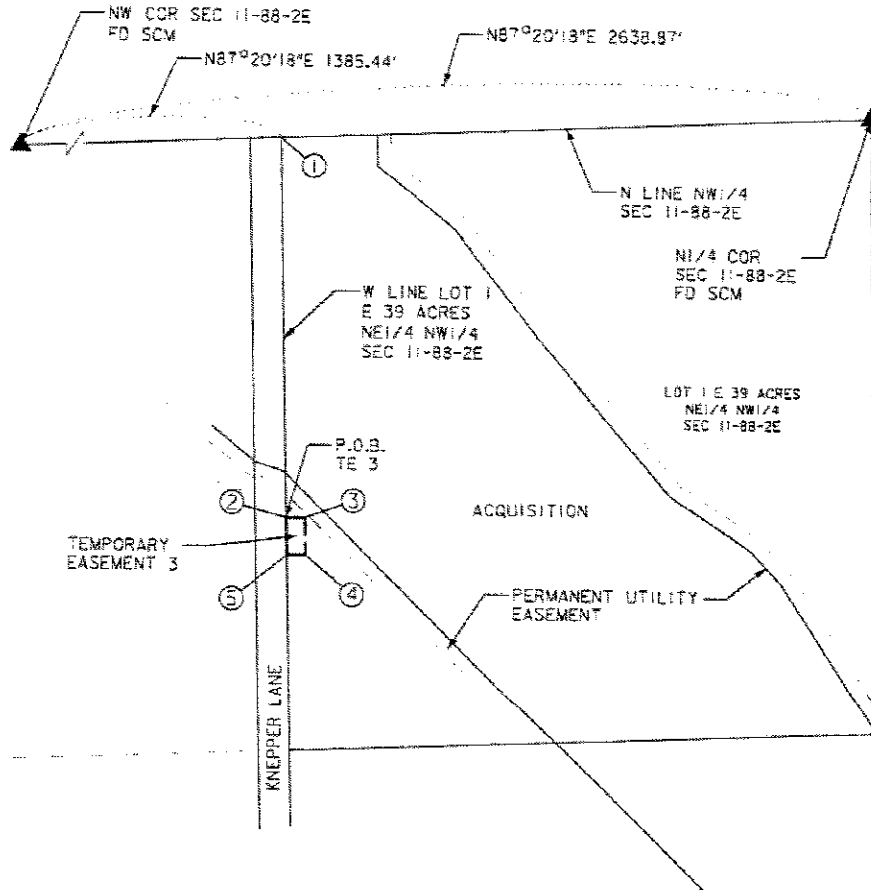 NW COR SEC 11-88-2E
FD SCM
N87°20'18"E 1385.44'
N87°20'18"E 2638.87'
①
N LINE NW1/4
SEC 11-88-2E
N1/4 COR
SEC 11-88-2E
FD SCM
W LINE LOT 1
E 39 ACRES
NE1/4 NW1/4
SEC 11-88-2E
LOT 1 E 39 ACRES
NE1/4 NW1/4
SEC 11-88-2E
P.O.B.
TE 3
②
③
ACQUISITION
TEMPORARY
EASEMENT 3
⑤
④
PERMANENT UTILITY
EASEMENT
KNEPPER LANE